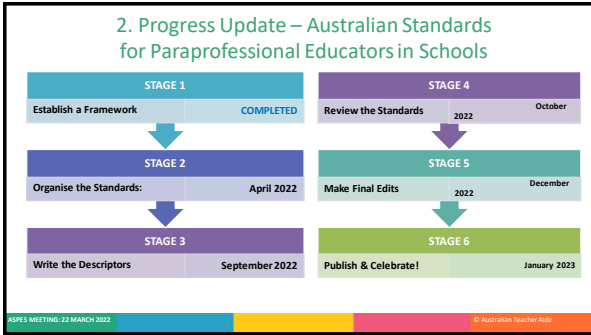 2. Progress Update – Australian Standards
for Paraprofessional Educators in Schools
STAGE 1
Establish a Framework COMPLETED
STAGE 2
Organise the Standards: April 2022
STAGE 3
Write the Descriptors September 2022
STAGE 4
Review the Standards October
2022
STAGE 5
Make Final Edits December
2022
STAGE 6
Publish & Celebrate! January 2023
ASPES MEETING: 22 MARCH 2022 © Australian Teacher Aide